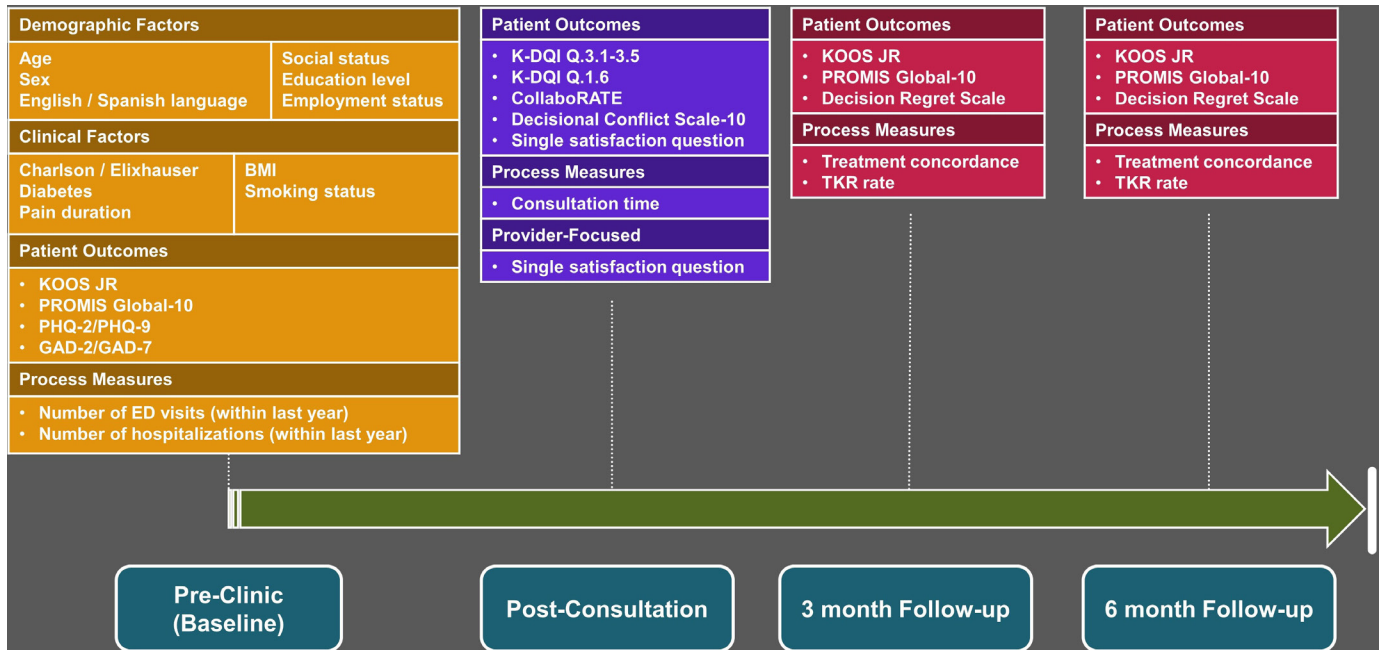 Demographic Factors
Age
Sex
English / Spanish language
Social status
Education level
Employment status
Clinical Factors
Charlson / Elixhauser
Diabetes
Pain duration
BMI
Smoking status
Patient Outcomes
• KOOS JR
• PROMIS Global-10
• PHQ-2/PHQ-9
• GAD-2/GAD-7
Process Measures
• Number of ED visits (within last year)
• Number of hospitalizations (within last year)
Patient Outcomes
• K-DQI Q.3.1-3.5
• K-DQI Q.1.6
• CollaboRATE
• Decisional Conflict Scale-10
• Single satisfaction question
Process Measures
• Consultation time
Provider-Focused
• Single satisfaction question
Patient Outcomes
• KOOS JR
• PROMIS Global-10
• Decision Regret Scale
Process Measures
• Treatment concordance
• TKR rate
Patient Outcomes
• KOOS JR
• PROMIS Global-10
• Decision Regret Scale
Process Measures
• Treatment concordance
• TKR rate
Pre-Clinic
(Baseline)
Post-Consultation
3 month Follow-up
6 month Follow-up